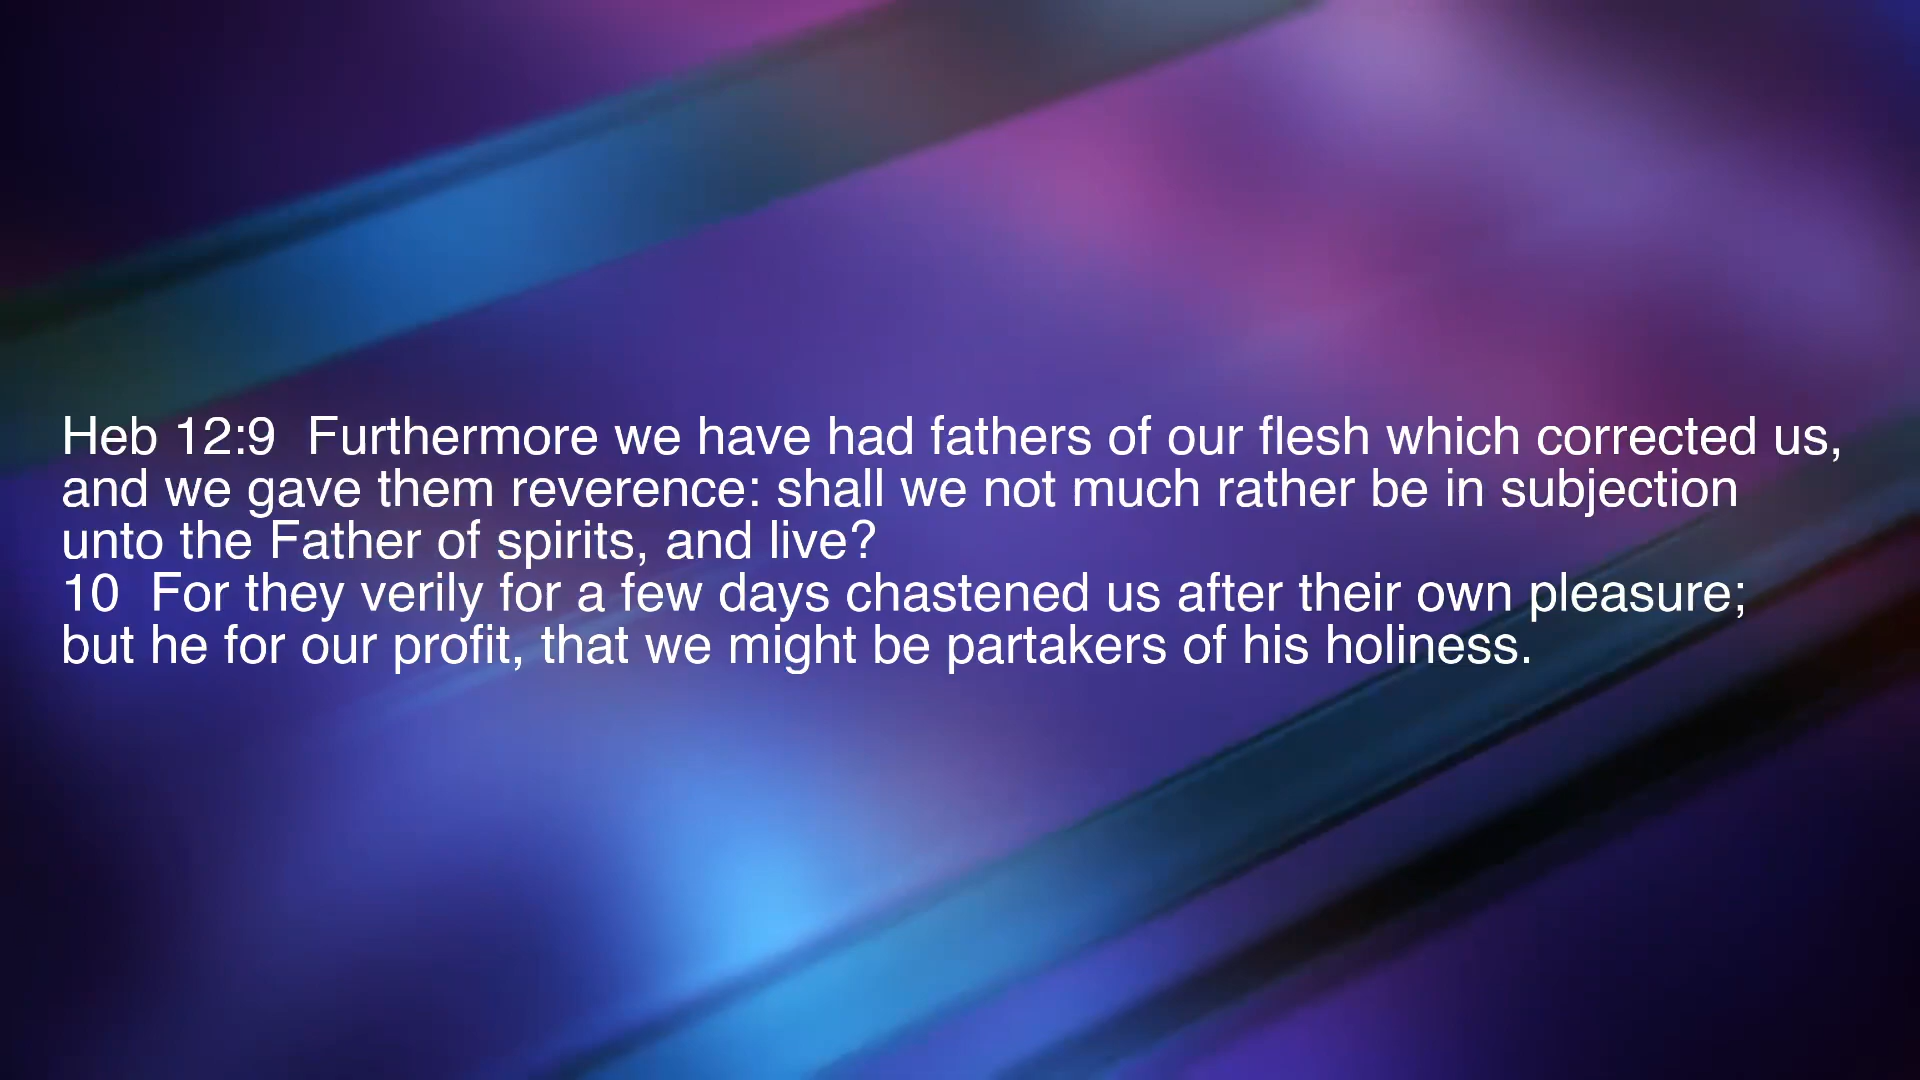 Heb 12:9  Furthermore we have had fathers of our flesh which corrected us,
and we gave them reverence: shall we not much rather be in subjection
unto the Father of spirits, and live?
10  For they verily for a few days chastened us after their own pleasure;
but he for our profit, that we might be partakers of his holiness.